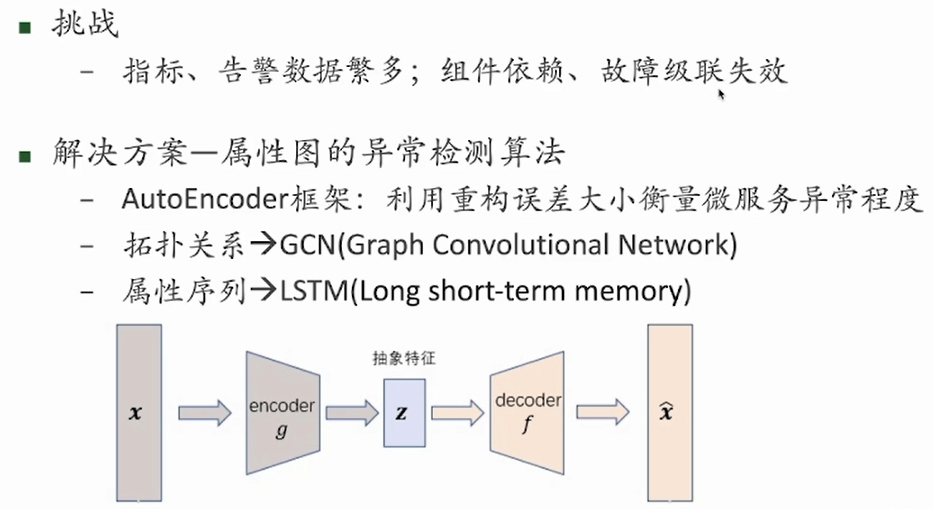 挑战
– 指标、告警数据繁多；组件依赖、故障级联失效
解决方案—属性图的异常检测算法
– AutoEncoder框架：利用重构误差大小衡量微服务异常程度
– 拓扑关系→GCN(Graph Convolutional Network)
– 属性序列→LSTM(Long short-term memory)
抽象特征
x
encoder
g
z
decoder
f
x̂